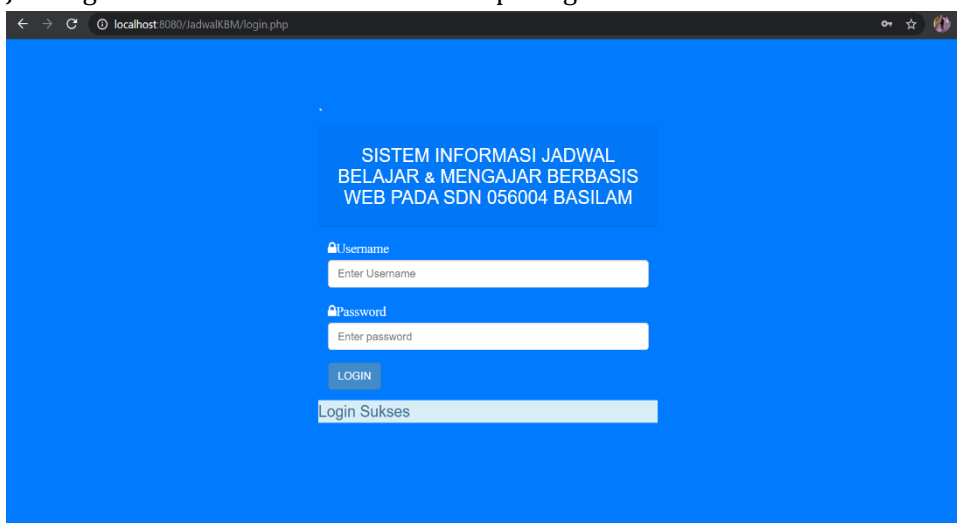 localhost:8080/JadwalKBM/login.php
`
SISTEM INFORMASI JADWAL
BELAJAR & MENGAJAR BERBASIS
WEB PADA SDN 056004 BASILAM
Username
Enter Username
Password
Enter password
LOGIN
Login Sukses